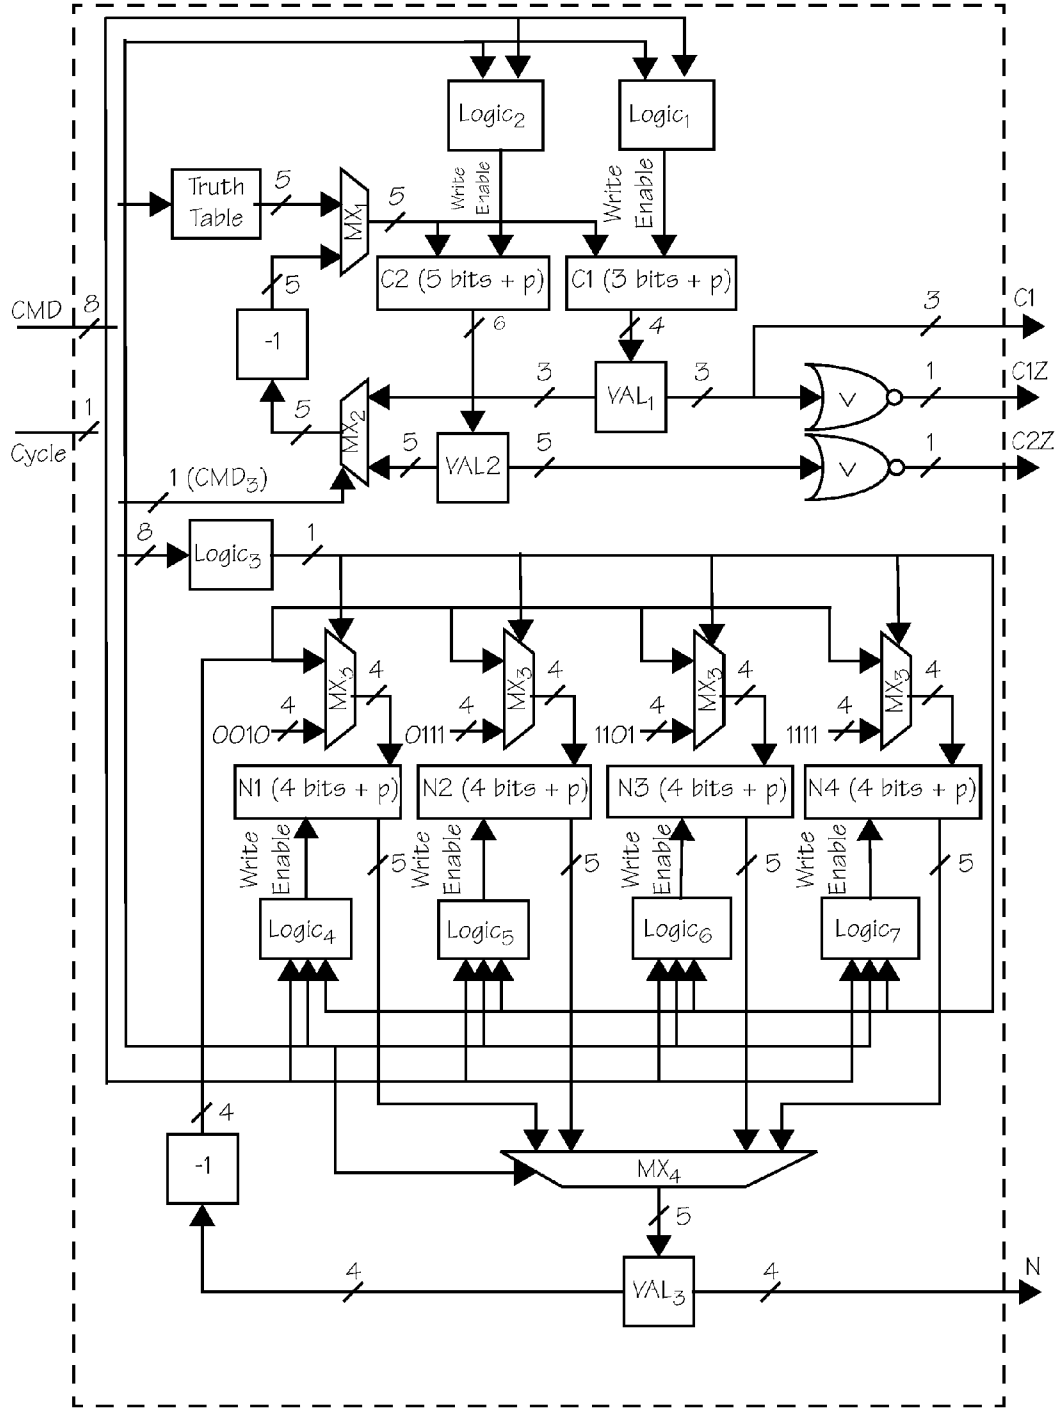 Logic2
Logic1
Write
Enable
Write
Enable
Truth
Table
5
MX1
5
C2 (5 bits + p)
C1 (3 bits + p)
5
CMD
8
-1
6
4
3
C1
Cycle
1
5
MX2
3
VAL1
3
V
1
C1Z
5
VAL2
5
V
1
C2Z
1 (CMD3)
8
Logic3
1
MX3
4
MX3
4
MX3
4
MX3
4
0010
4
0111
4
1101
4
1111
4
N1 (4 bits + p)
N2 (4 bits + p)
N3 (4 bits + p)
N4 (4 bits + p)
Write
Enable
5
Write
Enable
5
Write
Enable
5
Write
Enable
5
Logic4
Logic5
Logic6
Logic7
4
-1
MX4
5
4
VAL3
4
N